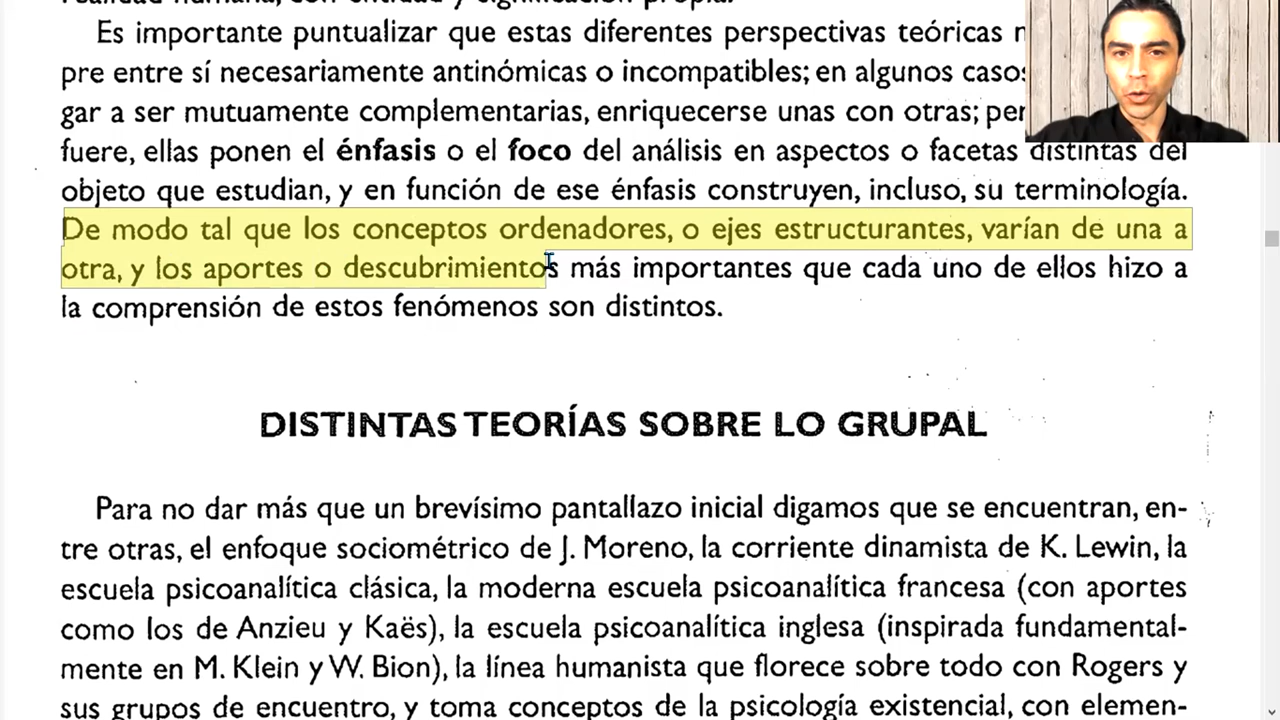 realidad humana, con entidad y significación propia.
Es importante puntualizar que estas diferentes perspectivas teóricas
pre entre sí necesariamente antinómicas o incompatibles; en algunos
gar a ser mutuamente complementarias, enriquecerse unas con otras;
fuere, ellas ponen el énfasis o el foco del análisis en aspectos o facetas distintas del
objeto que estudian, y en función de ese énfasis construyen, incluso, su terminología.
De modo tal que los conceptos ordenadores, o ejes estructurantes, varían de una a
otra, y los aportes o descubrimientos más importantes que cada uno de ellos hizo a
la comprensión de estos fenómenos son distintos.
DISTINTAS TEORÍAS SOBRE LO GRUPAL
Para no dar más que un brevísimo pantallazo inicial digamos que se encuentran, en-
tre otras, el enfoque sociométrico de J. Moreno, la corriente dinamista de K. Lewin, la
escuela psicoanalítica clásica, la moderna escuela psicoanalítica francesa (con aportes
como los de Anzieu y Kaës), la escuela psicoanalítica inglesa (inspirada fundamental-
mente en M. Klein y W. Bion), la línea humanista que florece sobre todo con Rogers y
sus grupos de encuentro, y toma conceptos de la psicología existencial, con elemen-